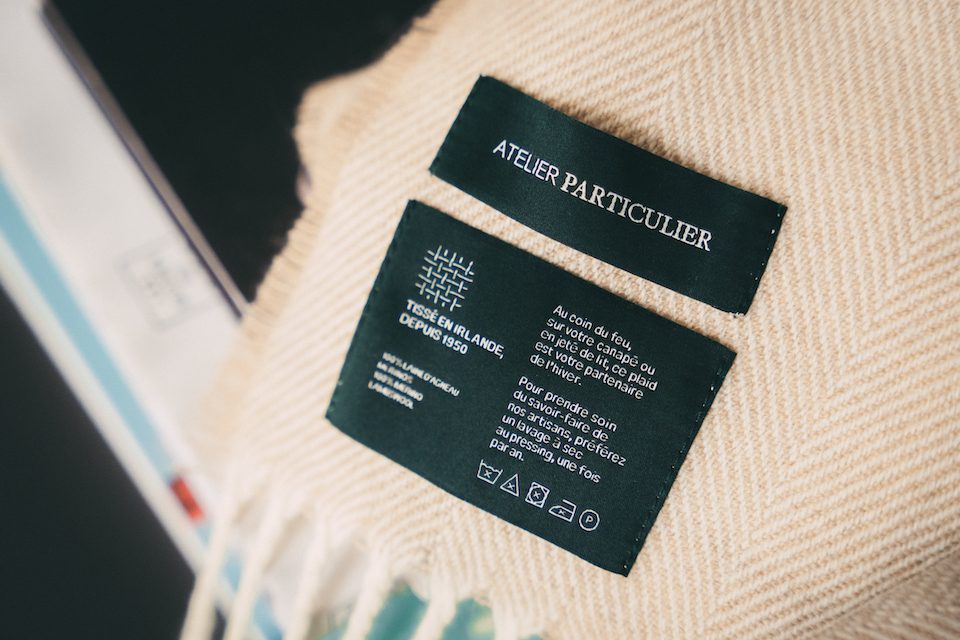 ATELIER PARTICULIER
TISSÉ EN IRLANDE,
DEPUIS 1950
100% LAINE D'AGNEAU
MERINOS
100% MERINO
LAMBSWOOL
Au coin du feu,
sur votre canapé ou
en jeté de lit, ce plaid
est votre partenaire
de l'hiver.
Pour prendre soin
du savoir-faire de
nos artisans, préférez
un lavage à sec
au pressing, une fois
par an.
P